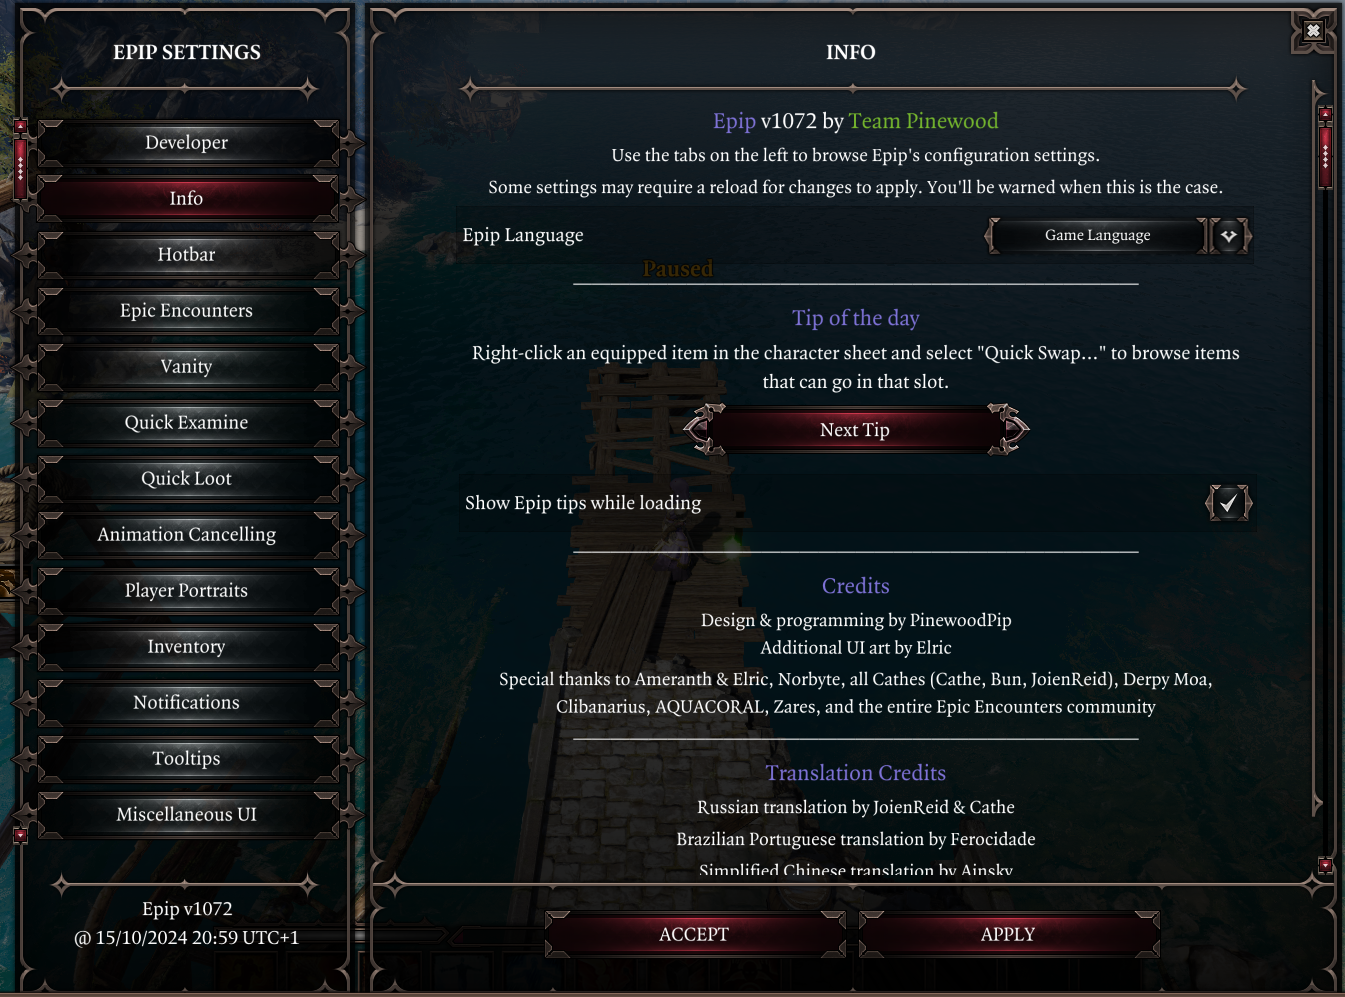 EPIP SETTINGS
Developer
Info
Hotbar
Epic Encounters
Vanity
Quick Examine
Quick Loot
Animation Cancelling
Player Portraits
Inventory
Notifications
Tooltips
Miscellaneous UI
Epip v1072
@ 15/10/2024 20:59 UTC+1
INFO
Epip v1072 by Team Pinewood
Use the tabs on the left to browse Epip's configuration settings.
Some settings may require a reload for changes to apply. You'll be warned when this is the case.
Epip Language
Game Language
Paused
Tip of the day
Right-click an equipped item in the character sheet and select "Quick Swap..." to browse items
that can go in that slot.
Next Tip
Show Epip tips while loading
Credits
Design & programming by PinewoodPip
Additional UI art by Elric
Special thanks to Ameranth & Elric, Norbyte, all Cathes (Cathe, Bun, JoienReid), Derpy Moa,
Clibanarius, AQUACORAL, Zares, and the entire Epic Encounters community
Translation Credits
Russian translation by JoienReid & Cathe
Brazilian Portuguese translation by Ferocidade
Simplified Chinese translation by Ainsky
ACCEPT
APPLY